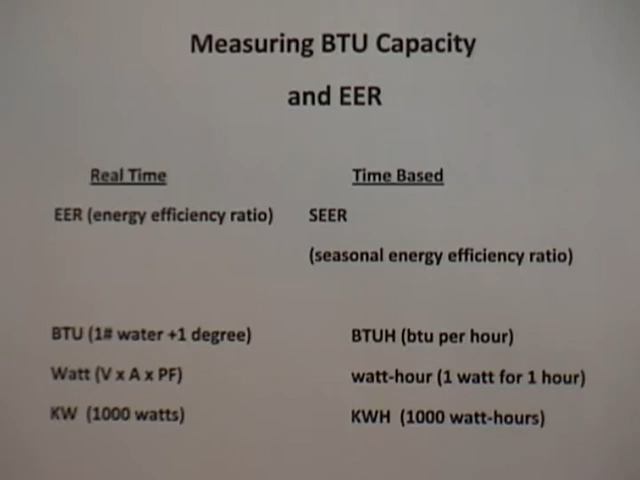 Measuring BTU Capacity
and EER
Real Time
Time Based
EER (energy efficiency ratio)
SEER
(seasonal energy efficiency ratio)
BTU (1# water +1 degree)
BTUH (btu per hour)
Watt (V x A x PF)
watt-hour (1 watt for 1 hour)
KW (1000 watts)
KWH (1000 watt-hours)